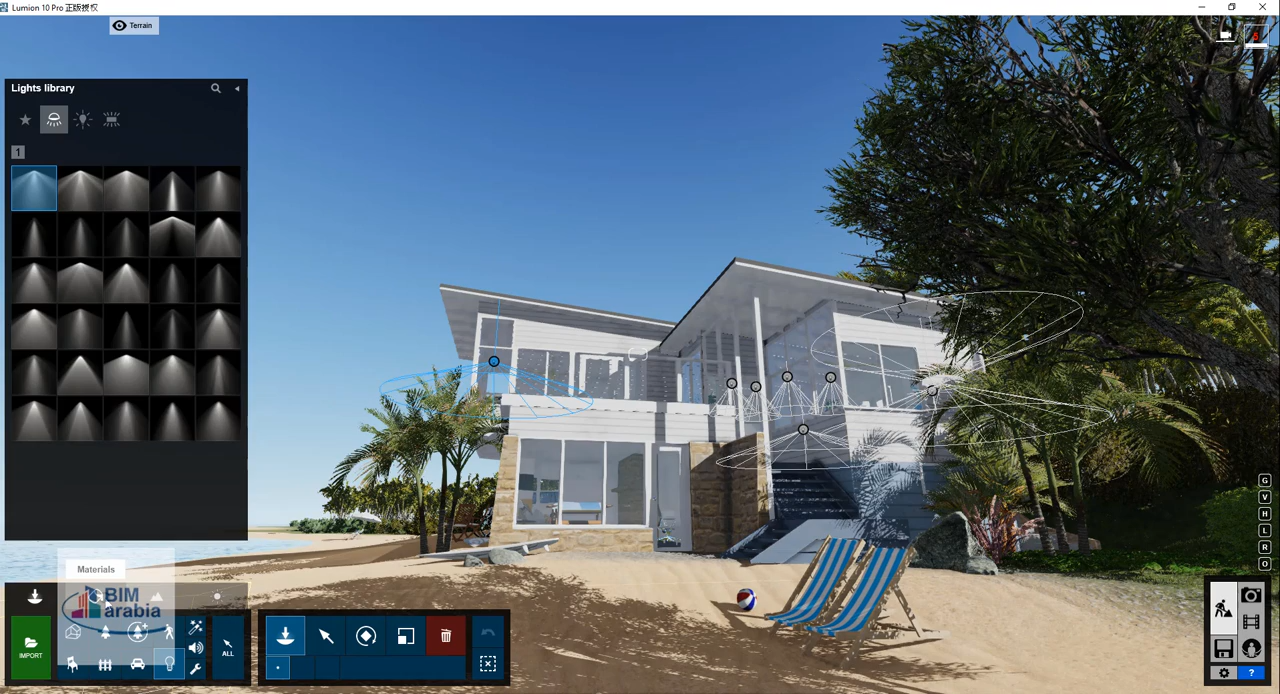 Lumion 10 Pro 正版授权
Terrain
Lights library
1
Materials
BIM
arabia
IMPORT
ALL
G
V
H
I
R
O
?